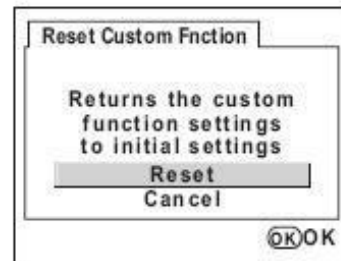 Reset Custom Fnction
Returns the custom
function settings
to initial settings
Reset
Cancel
OK OK